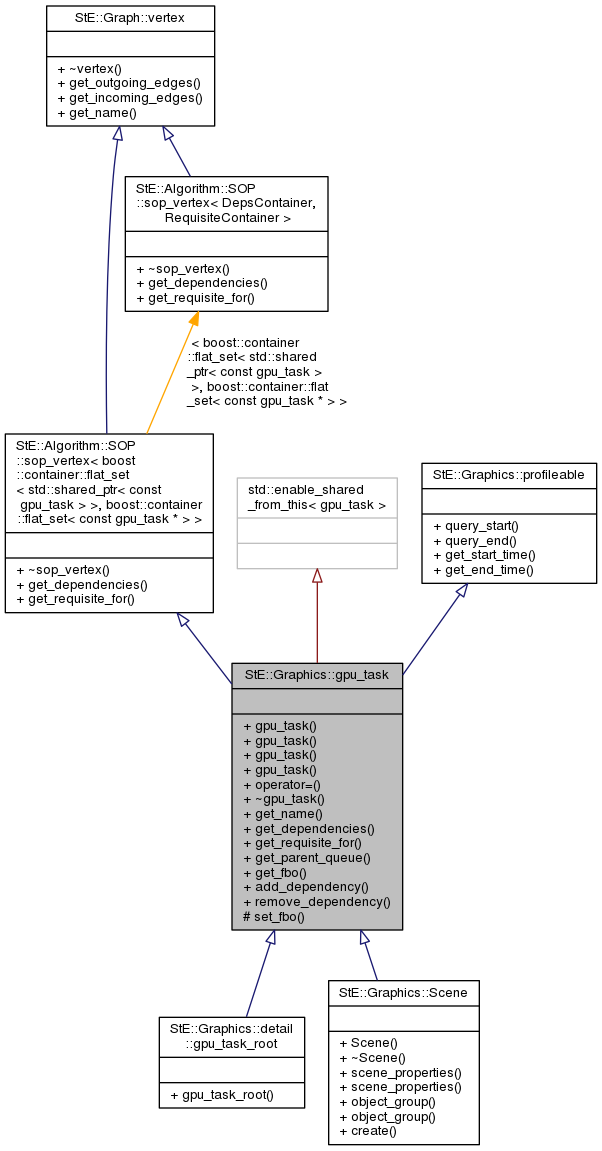 StE::Graph::vertex
+ ~vertex()
+ get_outgoing_edges()
+ get_incoming_edges()
+ get_name()
StE::Algorithm::SOP
::sop_vertex< DepsContainer,
RequisiteContainer >
+ ~sop_vertex()
+ get_dependencies()
+ get_requisite_for()
< boost::container
::flat_set< std::shared
_ptr< const gpu_task >
>, boost::container::flat
_set< const gpu_task * > >
StE::Algorithm::SOP
::sop_vertex< boost
::container::flat_set
< std::shared_ptr< const
gpu_task > >, boost::container
::flat_set< const gpu_task * > >
+ ~sop_vertex()
+ get_dependencies()
+ get_requisite_for()
std::enable_shared
_from_this< gpu_task >
StE::Graphics::profileable
+ query_start()
+ query_end()
+ get_start_time()
+ get_end_time()
StE::Graphics::gpu_task
+ gpu_task()
+ gpu_task()
+ gpu_task()
+ gpu_task()
+ operator=()
+ ~gpu_task()
+ get_name()
+ get_dependencies()
+ get_requisite_for()
+ get_parent_queue()
+ get_fbo()
+ add_dependency()
+ remove_dependency()
# set_fbo()
StE::Graphics::detail
::gpu_task_root
+ gpu_task_root()
StE::Graphics::Scene
+ Scene()
+ ~Scene()
+ scene_properties()
+ scene_properties()
+ object_group()
+ object_group()
+ create()